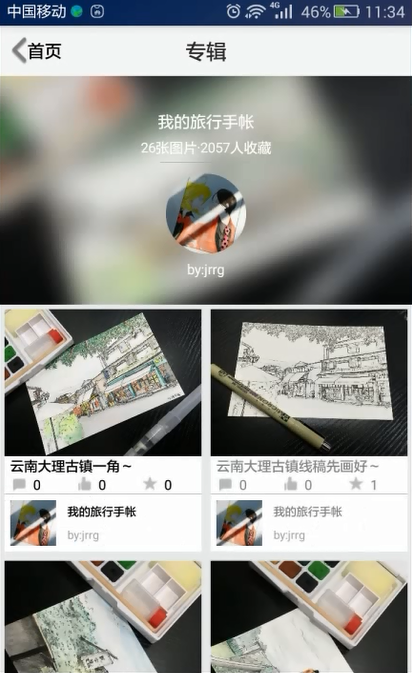 中国移动 4G 46% 11:34
首页 专辑
我的旅行手帐
26张图片·2057人收藏
by:jrrg
云南大理古镇一角~
0 0 0
我的旅行手帐
by:jrrg
云南大理古镇线稿先画好~
0 0 1
我的旅行手帐
by:jrrg